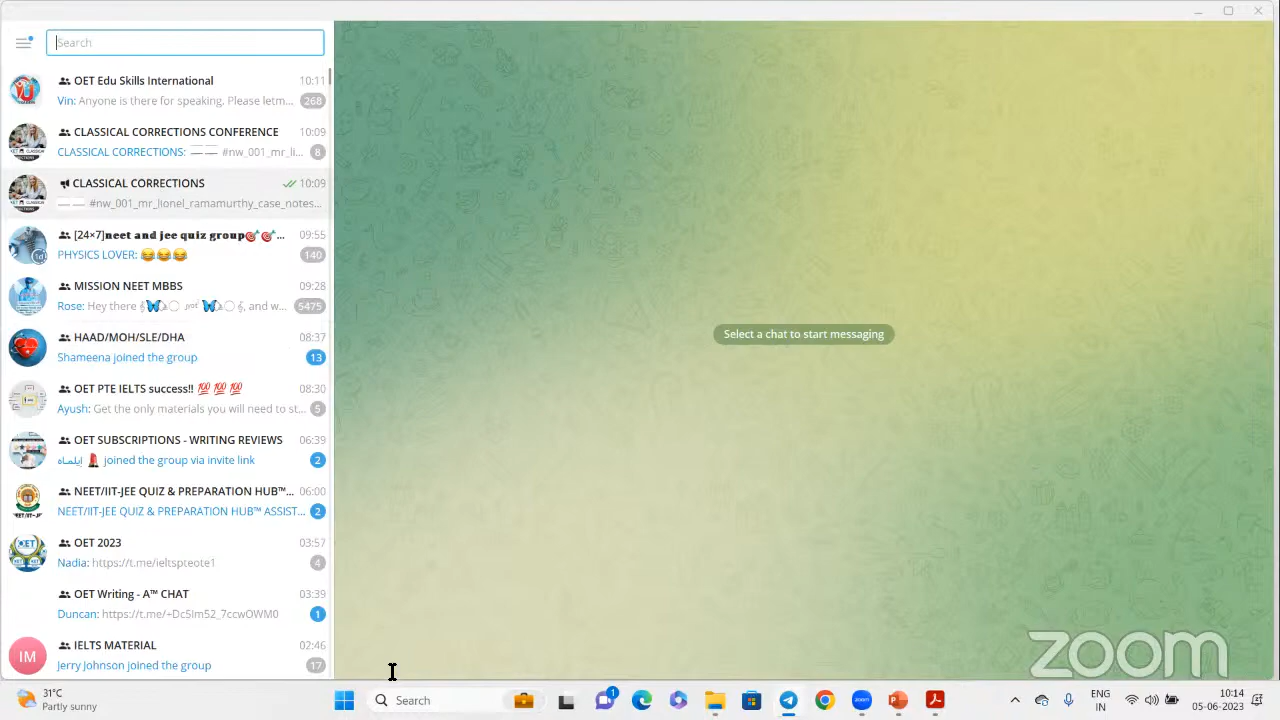 Search
OET Edu Skills International 10:11
Vin: Anyone is there for speaking. Please letm... 268
CLASSICAL CORRECTIONS CONFERENCE 10:09
CLASSICAL CORRECTIONS: __ __ #nw_001_mr_li... 8
CLASSICAL CORRECTIONS 10:09
__ __ #nw_001_mr_lionel_ramamurthy_case_notes...
[24×7]𝐧𝐞𝐞𝐭 𝐚𝐧𝐝 𝐣𝐞𝐞 𝐪𝐮𝐢𝐳 𝐠𝐫𝐨𝐮𝐩🎯🎯... 09:55
PHYSICS LOVER: 😂😂😂 140
MISSION NEET MBBS 09:28
Rose: Hey there and w... 5475
HAAD/MOH/SLE/DHA 08:37
Shameena joined the group 13
OET PTE IELTS success!! 💯 💯 💯 08:30
Ayush: Get the only materials you will need to st... 5
OET SUBSCRIPTIONS - WRITING REVIEWS 06:39
joined the group via invite link 2
NEET/IIT-JEE QUIZ & PREPARATION HUB™... 06:00
NEET/IIT-JEE QUIZ & PREPARATION HUB™ ASSIST... 2
OET 2023 03:57
Nadia: https://t.me/ieltspteote1 4
OET Writing - A™ CHAT 03:39
Duncan: https://t.me/+Dc5Im52_7ccwOWM0 1
IM
IELTS MATERIAL 02:46
Jerry Johnson joined the group 17
Select a chat to start messaging
zoom
31°C
Partly sunny
Search
1
zoom
ENG
IN
10:14
05-06-2023